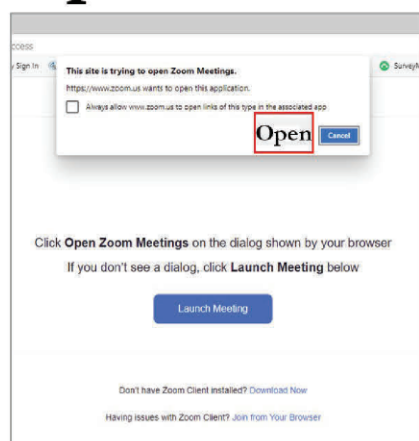 ccess
Sign In
SurveyM
This site is trying to open Zoom Meetings.
https://www.zoom.us wants to open this application.
Always allow www.zoom.us to open links of this type in the associated app
Open Cancel
Click Open Zoom Meetings on the dialog shown by your browser
If you don't see a dialog, click Launch Meeting below
Launch Meeting
Don't have Zoom Client installed? Download Now
Having issues with Zoom Client? Join from Your Browser